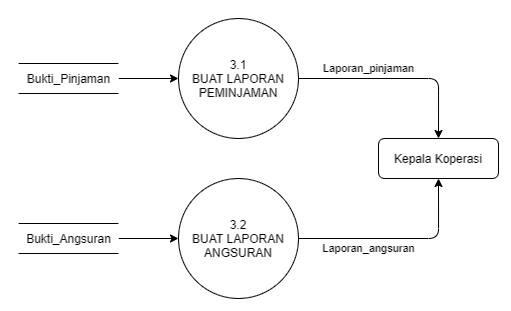 3.1
BUAT LAPORAN
PEMINJAMAN
Laporan_pinjaman
Bukti_Pinjaman
Kepala Koperasi
3.2
BUAT LAPORAN
ANGSURAN
Bukti_Angsuran
Laporan_angsuran